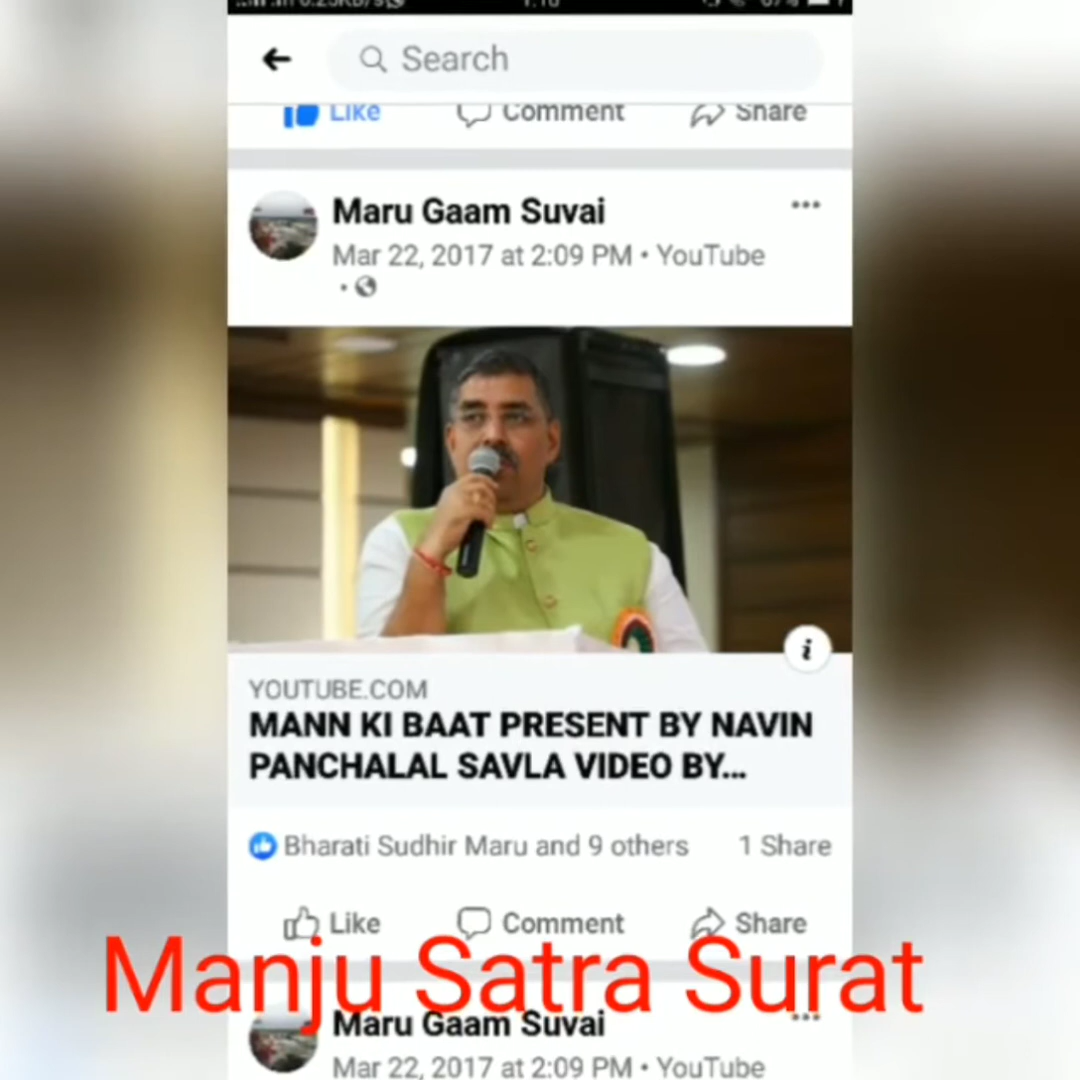 Search
Like Comment Share
Maru Gaam Suvai
Mar 22, 2017 at 2:09 PM • YouTube
YOUTUBE.COM
MANN KI BAAT PRESENT BY NAVIN
PANCHALAL SAVLA VIDEO BY...
Bharati Sudhir Maru and 9 others 1 Share
Like Comment Share
Manju Satra Surat
Maru Gaam Suvai
Mar 22, 2017 at 2:09 PM • YouTube